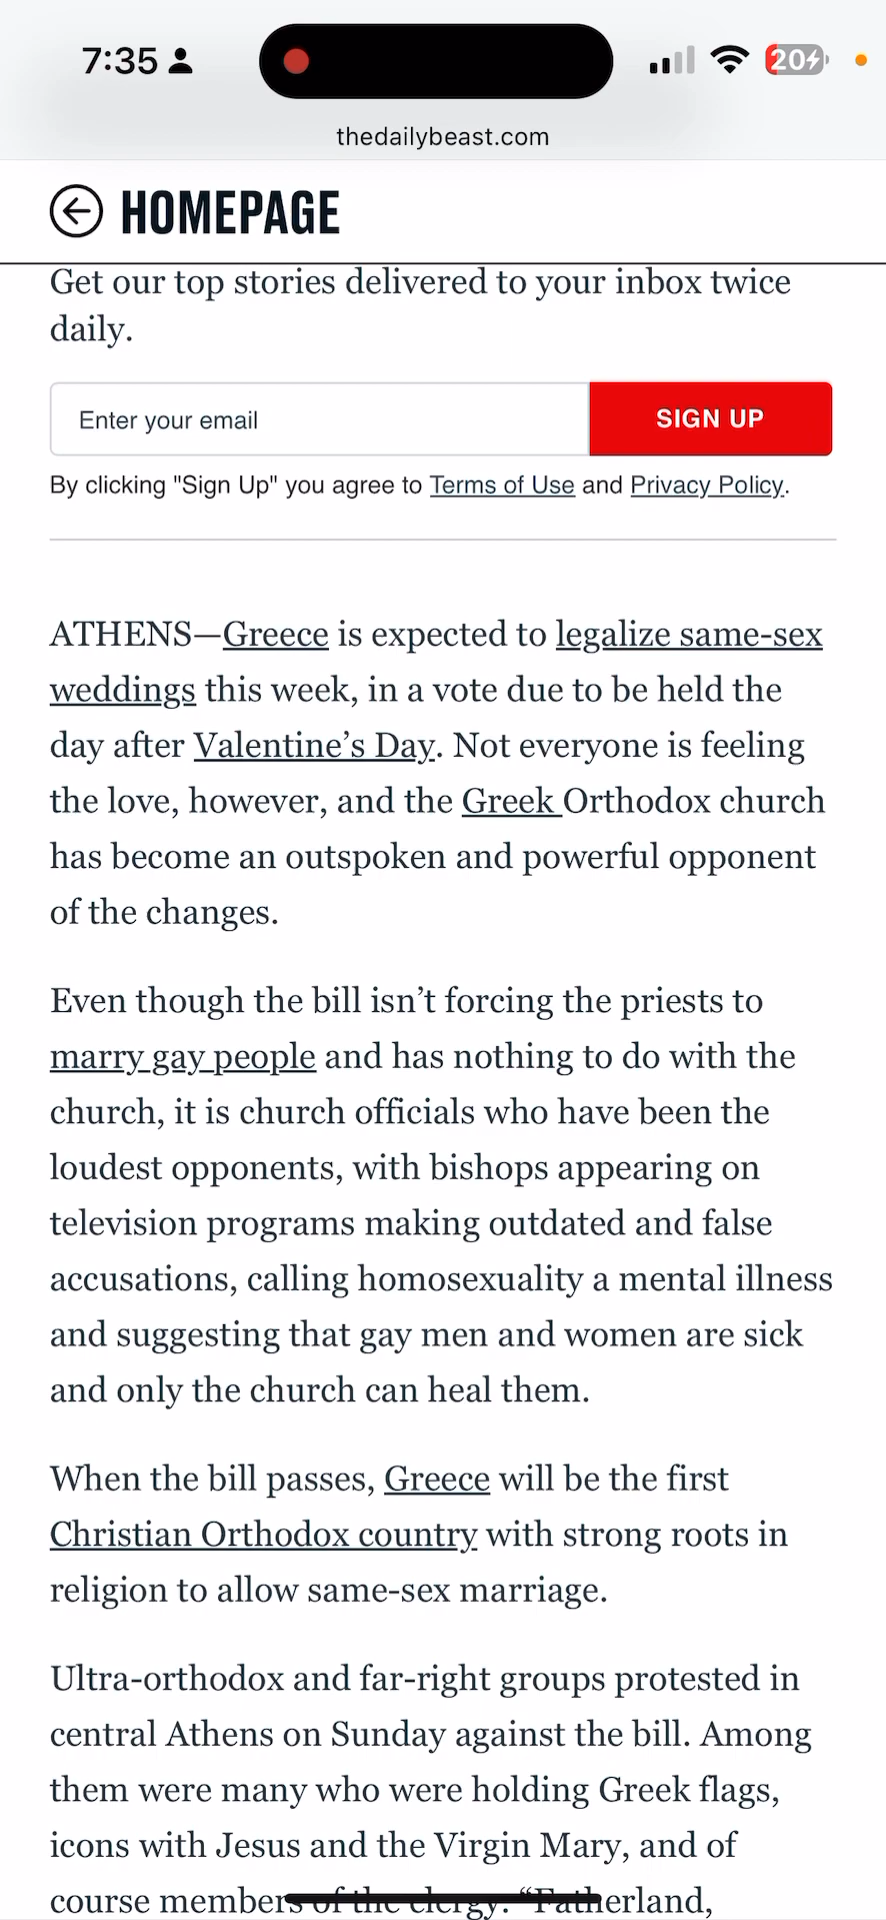 7:35
20
thedailybeast.com
HOMEPAGE
Get our top stories delivered to your inbox twice
daily.
Enter your email
SIGN UP
By clicking "Sign Up" you agree to Terms of Use and Privacy Policy.
ATHENS—Greece is expected to legalize same-sex
weddings this week, in a vote due to be held the
day after Valentine’s Day. Not everyone is feeling
the love, however, and the Greek Orthodox church
has become an outspoken and powerful opponent
of the changes.
Even though the bill isn’t forcing the priests to
marry gay people and has nothing to do with the
church, it is church officials who have been the
loudest opponents, with bishops appearing on
television programs making outdated and false
accusations, calling homosexuality a mental illness
and suggesting that gay men and women are sick
and only the church can heal them.
When the bill passes, Greece will be the first
Christian Orthodox country with strong roots in
religion to allow same-sex marriage.
Ultra-orthodox and far-right groups protested in
central Athens on Sunday against the bill. Among
them were many who were holding Greek flags,
icons with Jesus and the Virgin Mary, and of
course members of the clergy. “Fatherland,